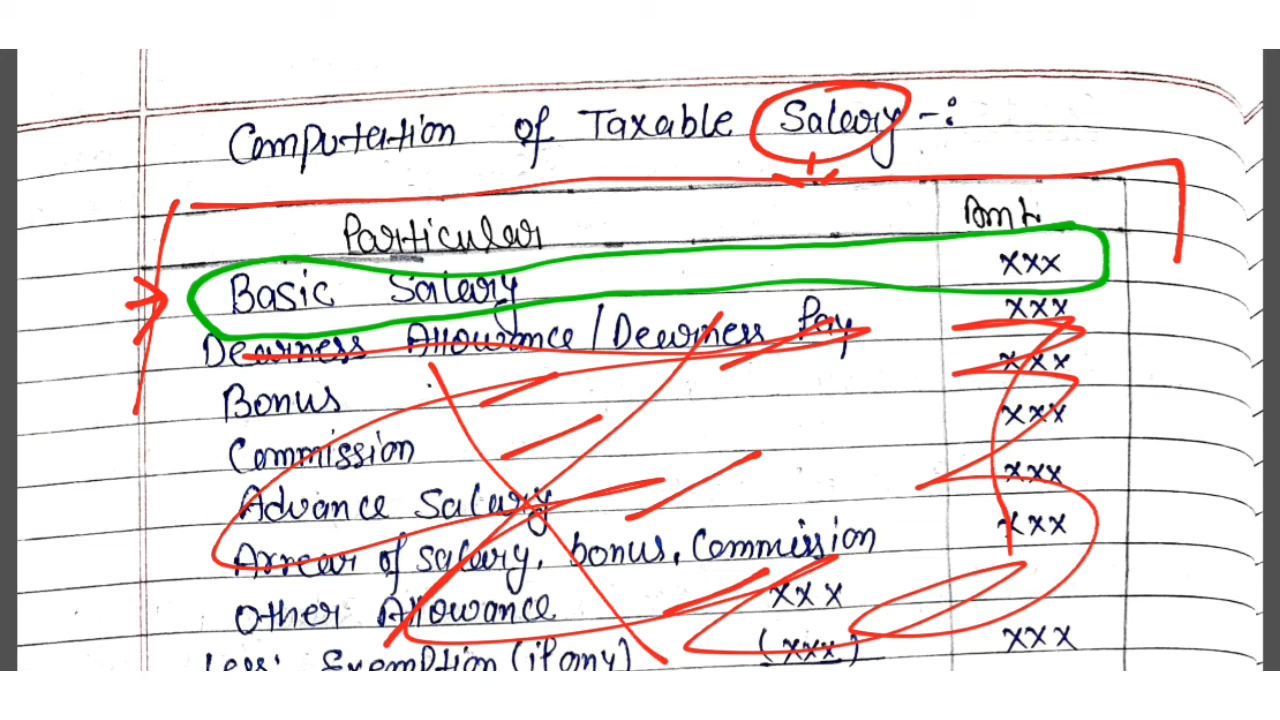 Computation of Taxable Salary -:
Particular Amt
Basic Salary xxx
Dearness Allowance / Dearness Pay xxx
Bonus xxx
Commission xxx
Advance Salary xxx
Arrear of salary, bonus, Commission xxx
Other Allowance xxx
Less: Exemption (if any) (xxx) xxx